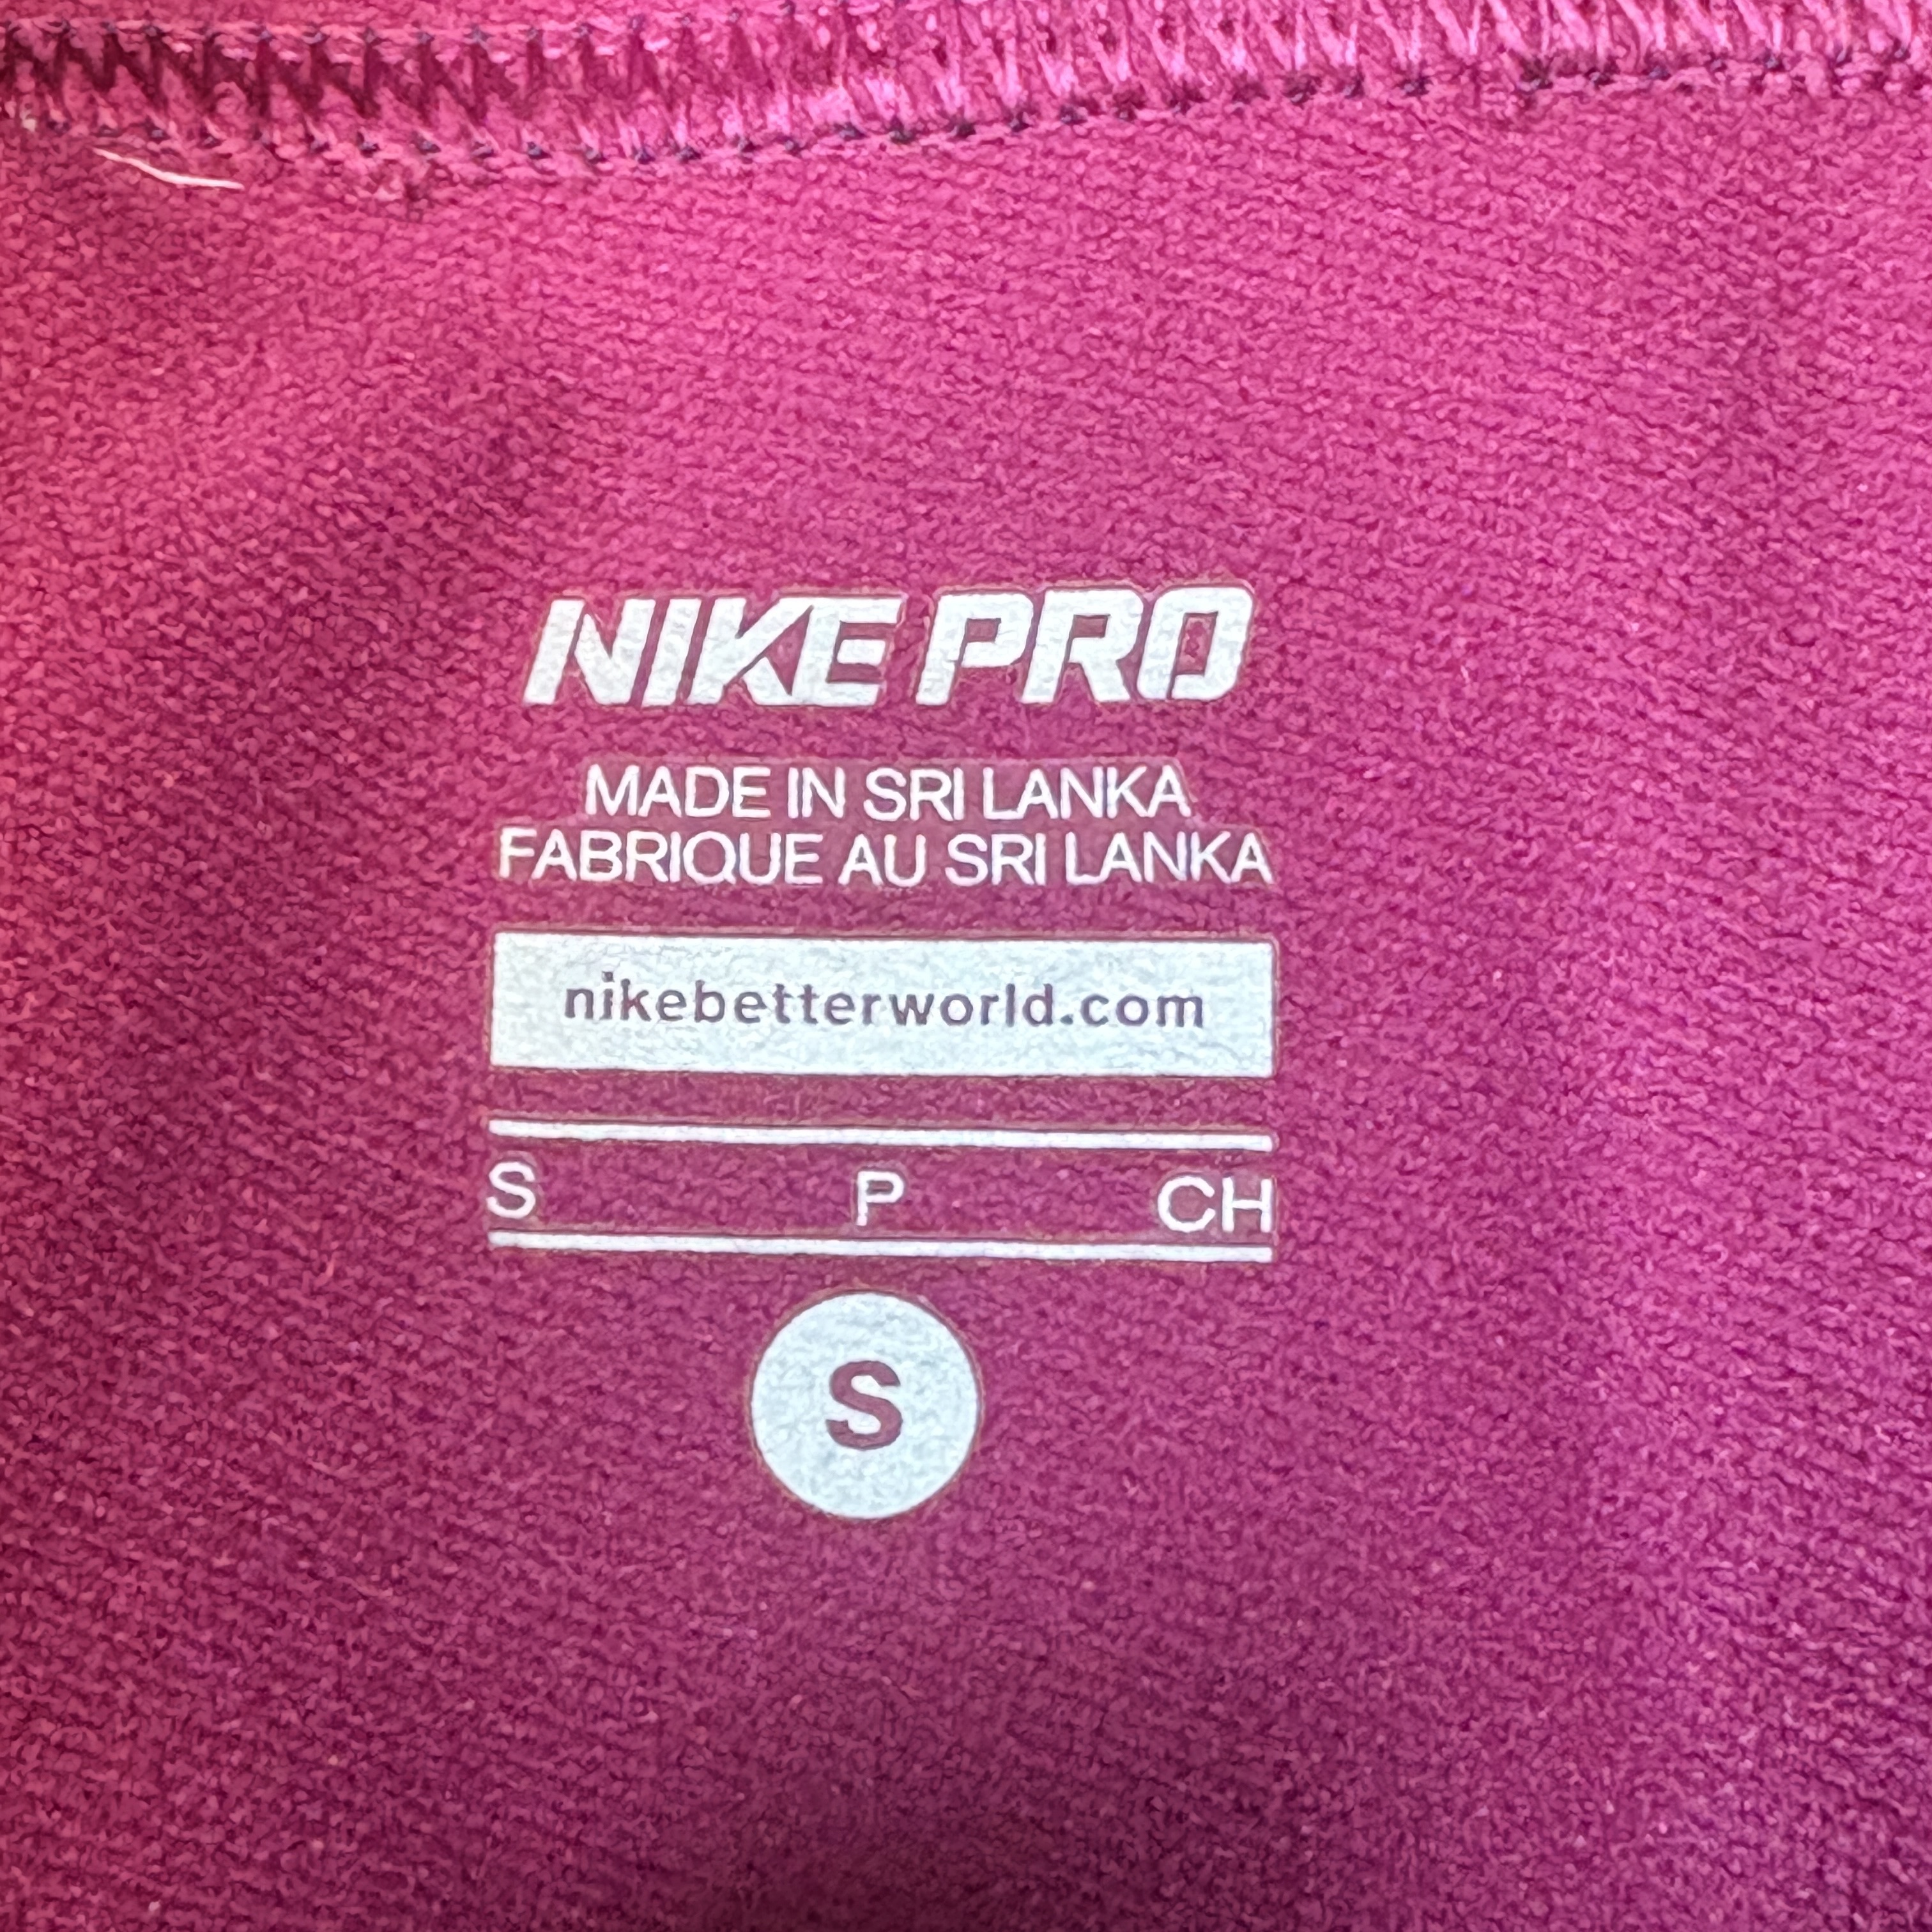 NIKE PRO
MADE IN SRI LANKA
FABRIQUE AU SRI LANKA
nikebetterworld.com
S P CH
S